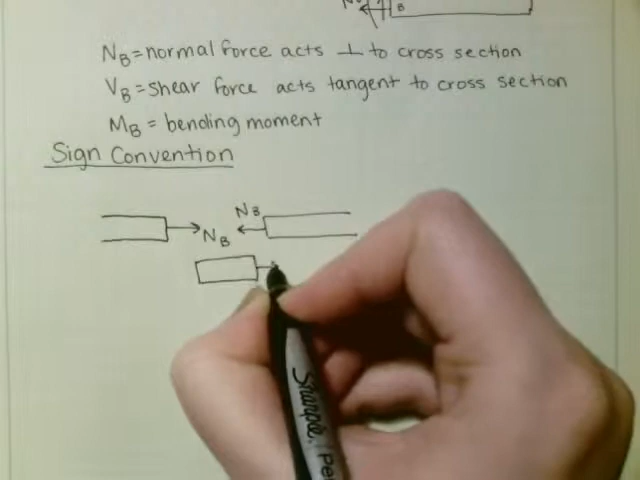 B
N_B = normal force acts ⊥ to cross section
V_B = shear force acts tangent to cross section
M_B = bending moment
Sign Convention
N_B
N_B
Sharpie